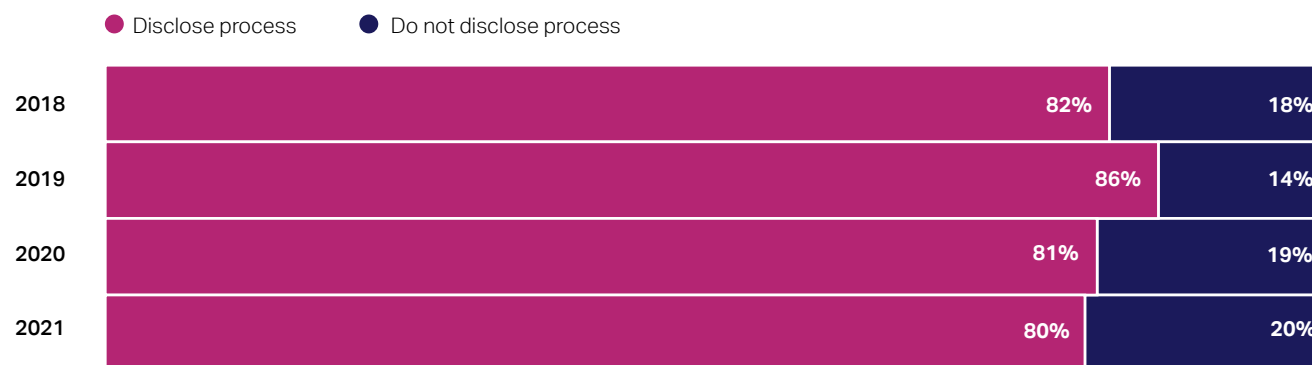 Disclose process Do not disclose process
2018 82% 18%
2019 86% 14%
2020 81% 19%
2021 80% 20%